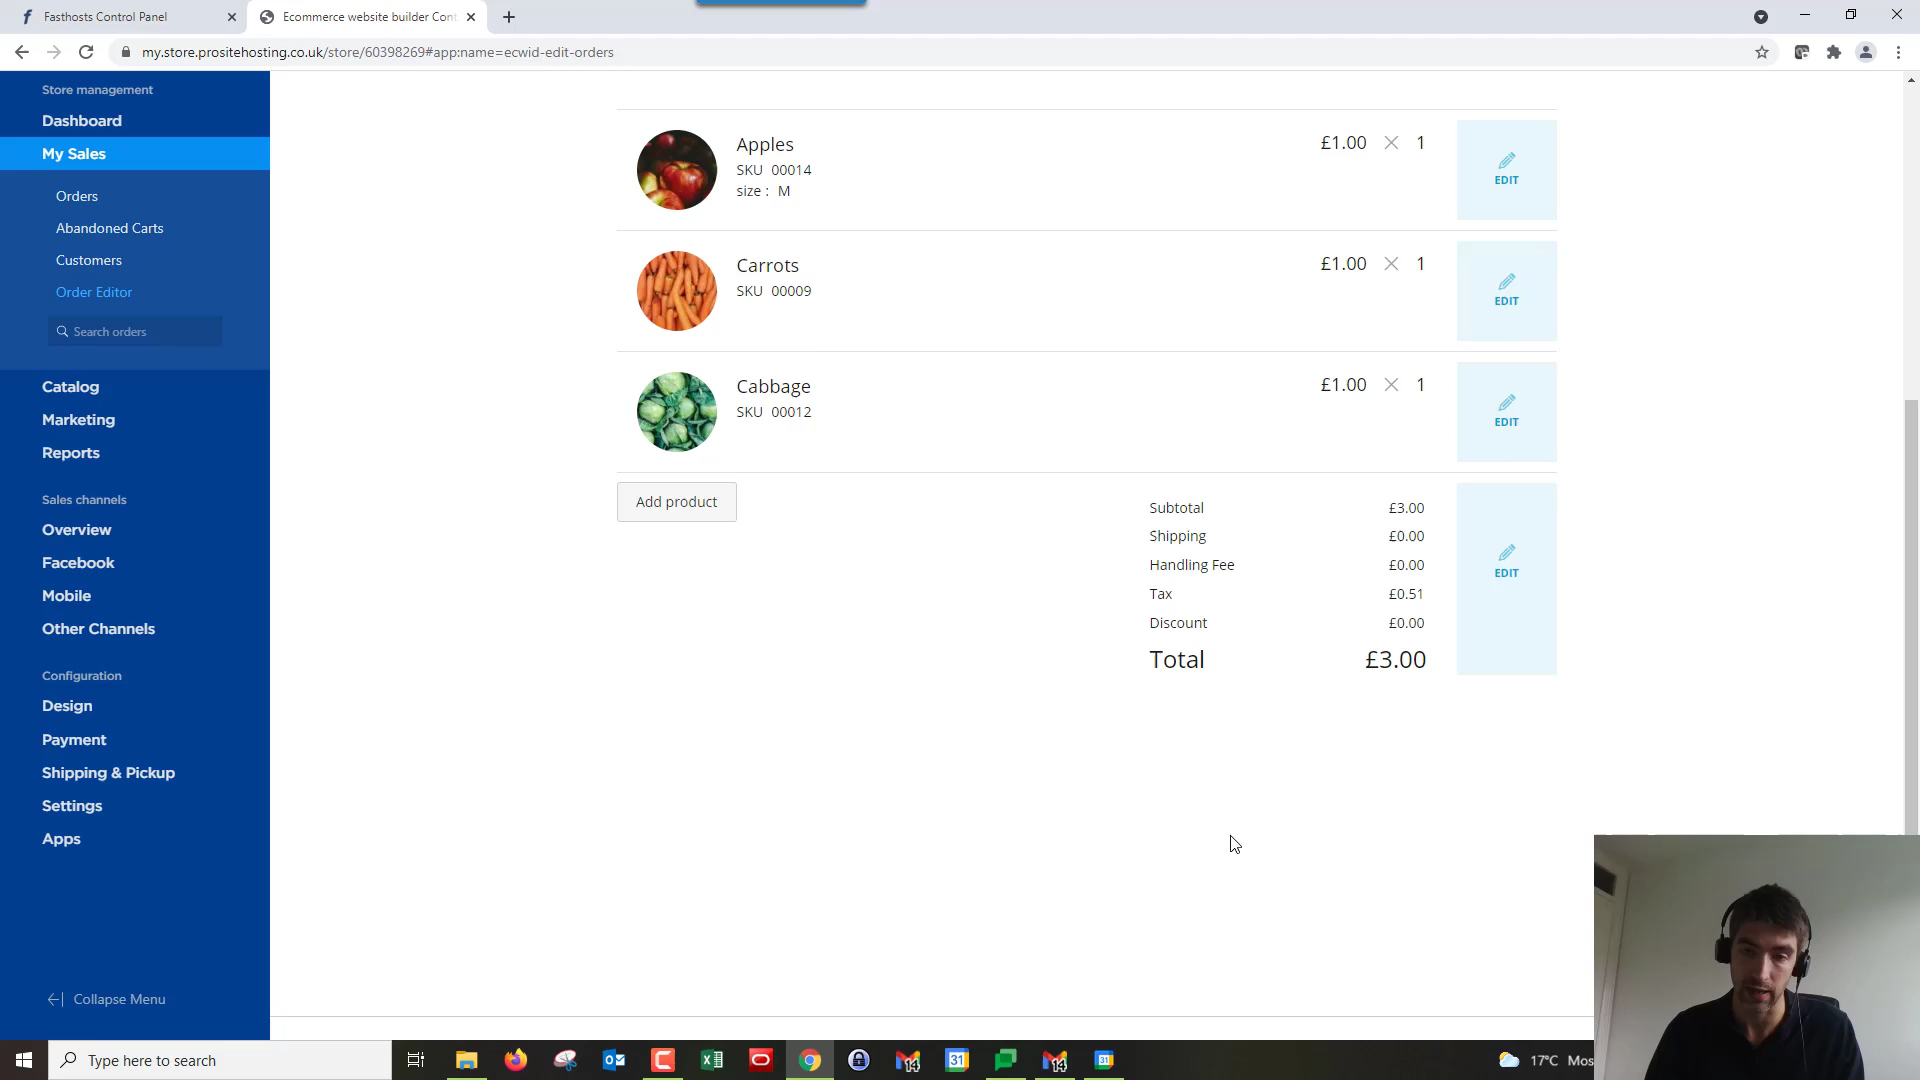 Fasthosts Control Panel
Ecommerce website builder Cont
my.store.prositehosting.co.uk/store/60398269#app:name=ecwid-edit-orders
Store management
Dashboard
My Sales
Orders
Abandoned Carts
Customers
Order Editor
Search orders
Catalog
Marketing
Reports
Sales channels
Overview
Facebook
Mobile
Other Channels
Configuration
Design
Payment
Shipping & Pickup
Settings
Apps
Collapse Menu
Apples
SKU 00014
size : M
£1.00 × 1
EDIT
Carrots
SKU 00009
£1.00 × 1
EDIT
Cabbage
SKU 00012
£1.00 × 1
EDIT
Add product
Subtotal £3.00
Shipping £0.00
Handling Fee £0.00
Tax £0.51
Discount £0.00
Total £3.00
EDIT
Type here to search
14
31
14
31
17°C Mos